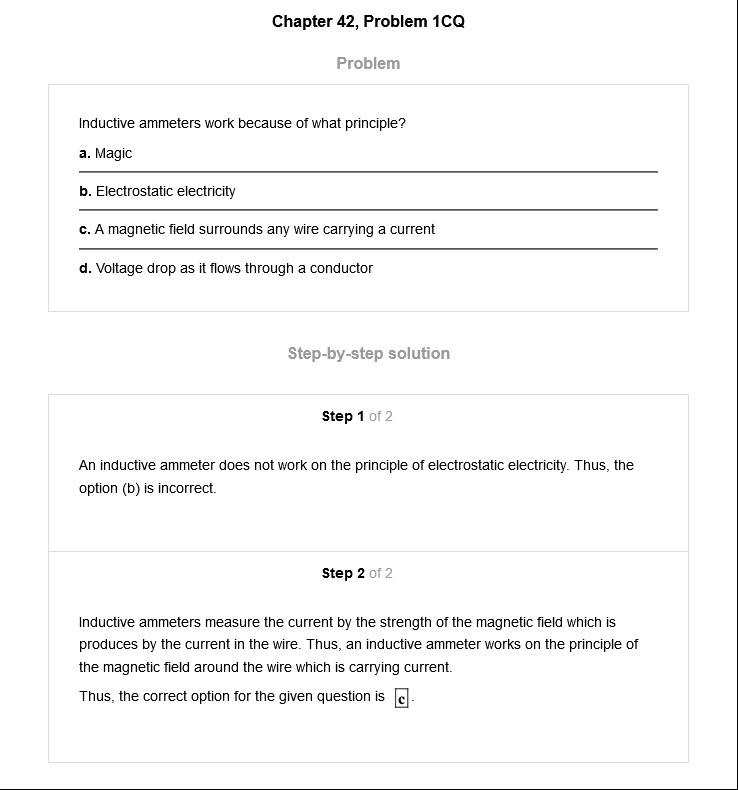 Chapter 42, Problem 1CQ
Problem
Inductive ammeters work because of what principle?
a. Magic
b. Electrostatic electricity
c. A magnetic field surrounds any wire carrying a current
d. Voltage drop as it flows through a conductor
Step-by-step solution
Step 1 of 2
An inductive ammeter does not work on the principle of electrostatic electricity. Thus, the
option (b) is incorrect.
Step 2 of 2
Inductive ammeters measure the current by the strength of the magnetic field which is
produces by the current in the wire. Thus, an inductive ammeter works on the principle of
the magnetic field around the wire which is carrying current.
Thus, the correct option for the given question is c.